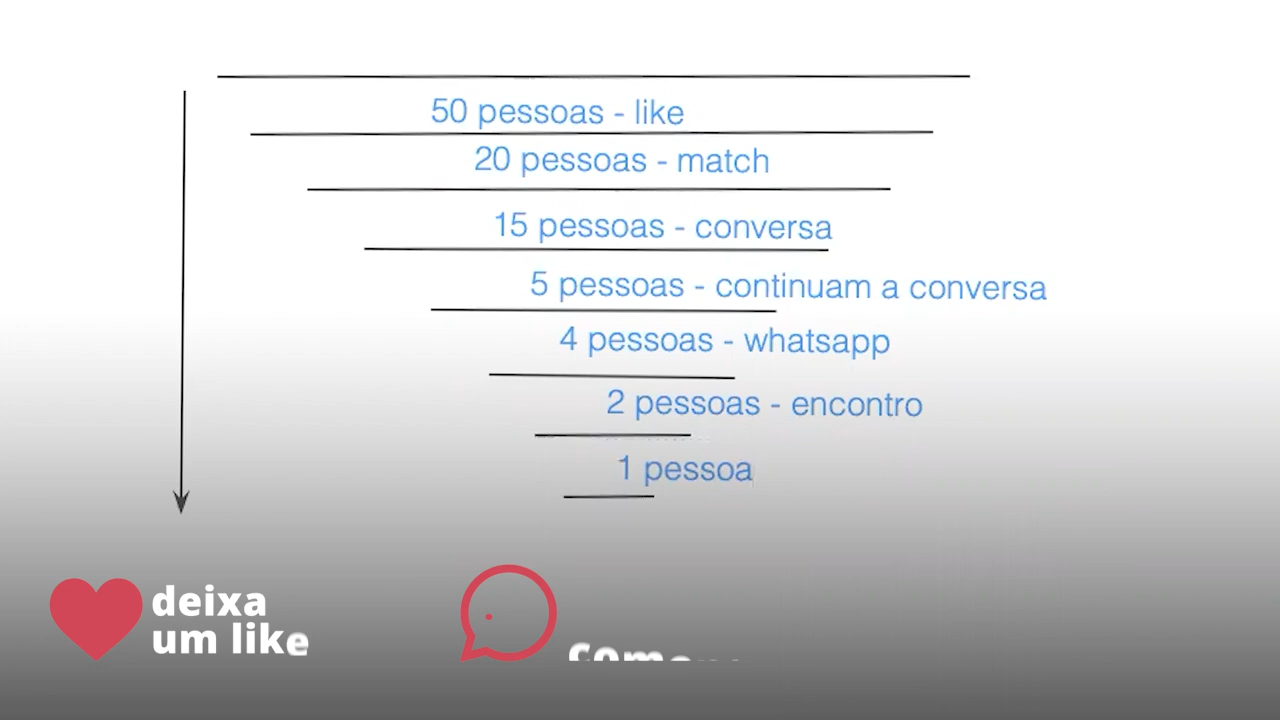 50 pessoas - like
20 pessoas - match
15 pessoas - conversa
5 pessoas - continuam a conversa
4 pessoas - whatsapp
2 pessoas - encontro
1 pessoa
deixa
um like